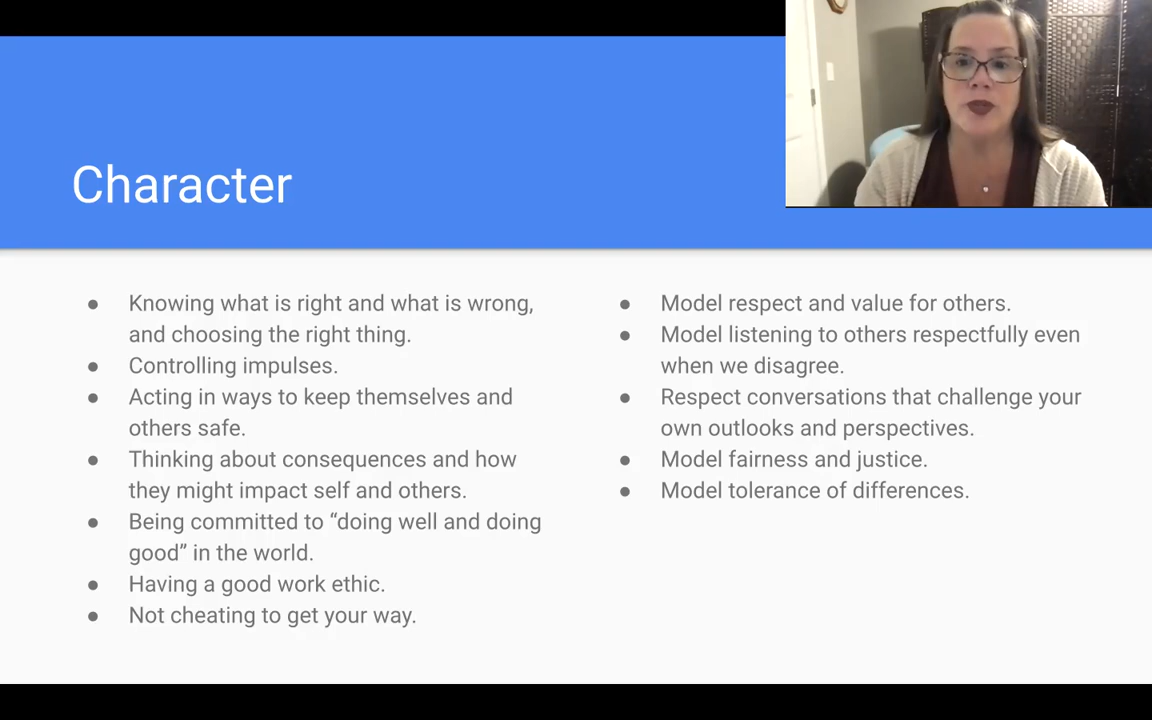 Character
● Knowing what is right and what is wrong,
and choosing the right thing.
● Controlling impulses.
● Acting in ways to keep themselves and
others safe.
● Thinking about consequences and how
they might impact self and others.
● Being committed to “doing well and doing
good” in the world.
● Having a good work ethic.
● Not cheating to get your way.
● Model respect and value for others.
● Model listening to others respectfully even
when we disagree.
● Respect conversations that challenge your
own outlooks and perspectives.
● Model fairness and justice.
● Model tolerance of differences.